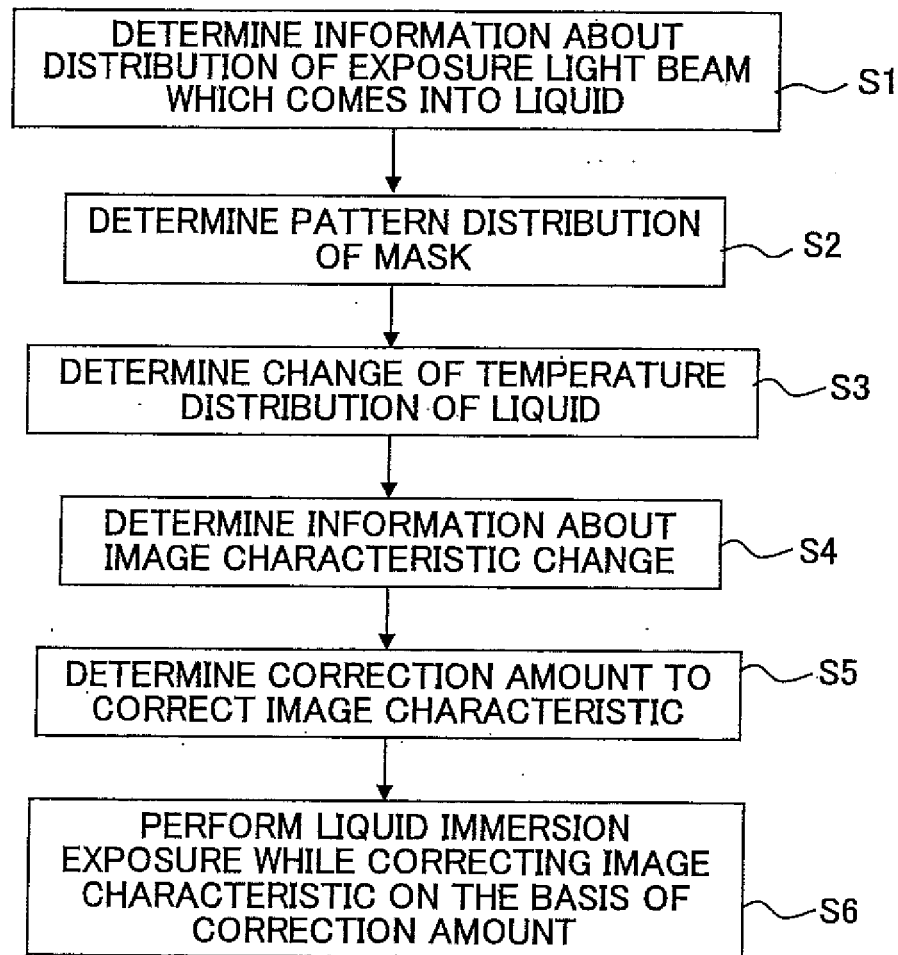 DETERMINE INFORMATION ABOUT
DISTRIBUTION OF EXPOSURE LIGHT BEAM
WHICH COMES INTO LIQUID
S1
DETERMINE PATTERN DISTRIBUTION
OF MASK
S2
DETERMINE CHANGE OF TEMPERATURE
DISTRIBUTION OF LIQUID
S3
DETERMINE INFORMATION ABOUT
IMAGE CHARACTERISTIC CHANGE
S4
DETERMINE CORRECTION AMOUNT TO
CORRECT IMAGE CHARACTERISTIC
S5
PERFORM LIQUID IMMERSION
EXPOSURE WHILE CORRECTING IMAGE
CHARACTERISTIC ON THE BASIS OF
CORRECTION AMOUNT
S6